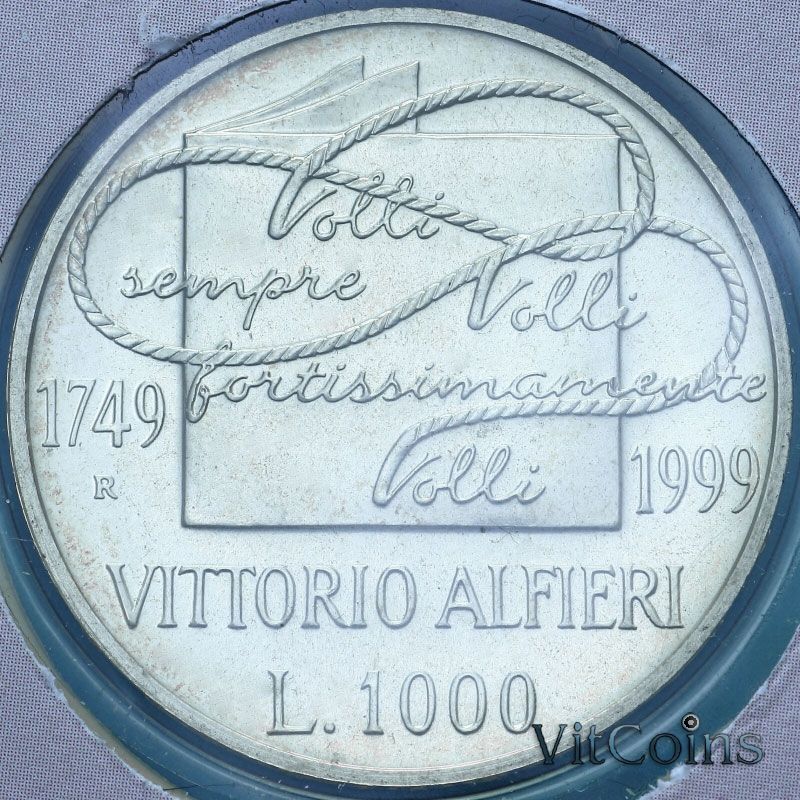 Volli
sempre Volli
fortissimamente
Volli
1749
R
1999
VITTORIO ALFIERI
L. 1000
VitCoins